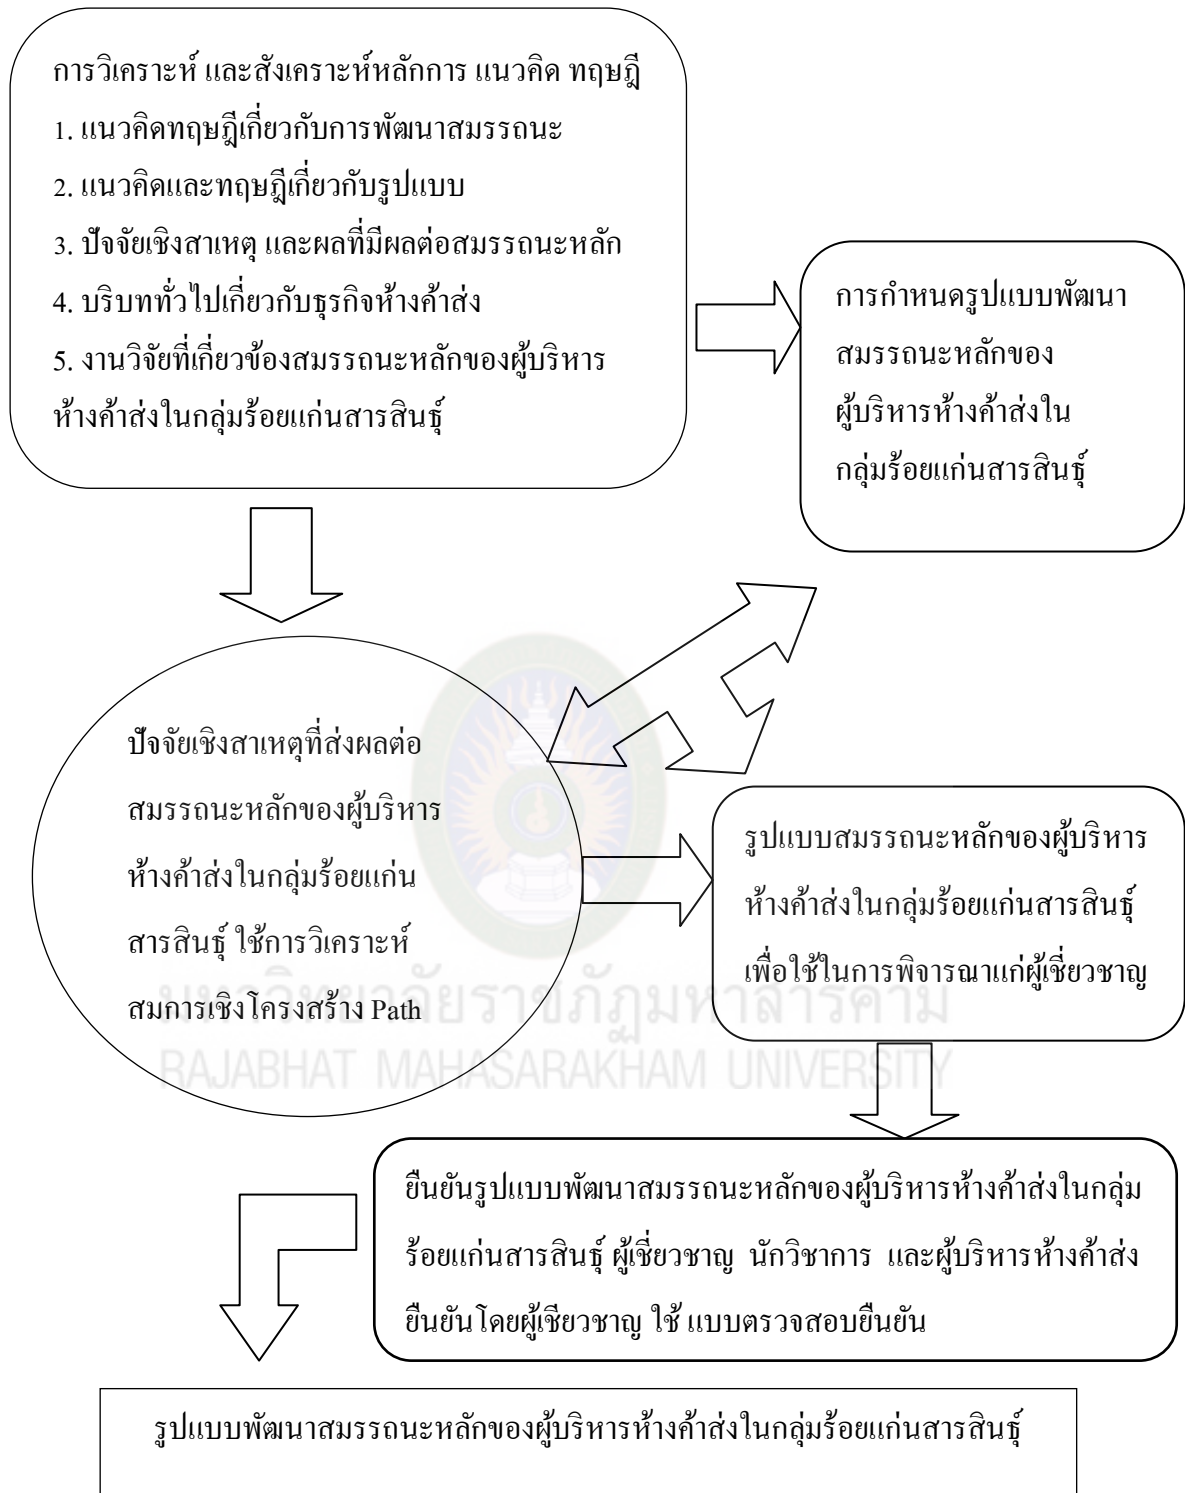 การวิเคราะห์ และสังเคราะห์หลักการ แนวคิด ทฤษฎี
1. แนวคิดทฤษฎีเกี่ยวกับการพัฒนาสมรรถนะ
2. แนวคิดและทฤษฎีเกี่ยวกับรูปแบบ
3. ปัจจัยเชิงสาเหตุ และผลที่มีผลต่อสมรรถนะหลัก
4. บริบททั่วไปเกี่ยวกับธุรกิจห้างค้าส่ง
5. งานวิจัยที่เกี่ยวข้องสมรรถนะหลักของผู้บริหาร
ห้างค้าส่งในกลุ่มร้อยแก่นสารสินธุ์
การกำหนดรูปแบบพัฒนา
สมรรถนะหลักของ
ผู้บริหารห้างค้าส่งใน
กลุ่มร้อยแก่นสารสินธุ์
ปัจจัยเชิงสาเหตุที่ส่งผลต่อ
สมรรถนะหลักของผู้บริหาร
ห้างค้าส่งในกลุ่มร้อยแก่น
สารสินธุ์ ใช้การวิเคราะห์
สมการเชิงโครงสร้าง Path
รูปแบบสมรรถนะหลักของผู้บริหาร
ห้างค้าส่งในกลุ่มร้อยแก่นสารสินธุ์
เพื่อใช้ในการพิจารณาแก่ผู้เชี่ยวชาญ
มหาวิทยาลัยราชภัฏมหาสารคาม
RAJABHAT MAHASARAKHAM UNIVERSITY
ยืนยันรูปแบบพัฒนาสมรรถนะหลักของผู้บริหารห้างค้าส่งในกลุ่ม
ร้อยแก่นสารสินธุ์ ผู้เชี่ยวชาญ นักวิชาการ และผู้บริหารห้างค้าส่ง
ยืนยันโดยผู้เชียวชาญ ใช้ แบบตรวจสอบยืนยัน
รูปแบบพัฒนาสมรรถนะหลักของผู้บริหารห้างค้าส่งในกลุ่มร้อยแก่นสารสินธุ์